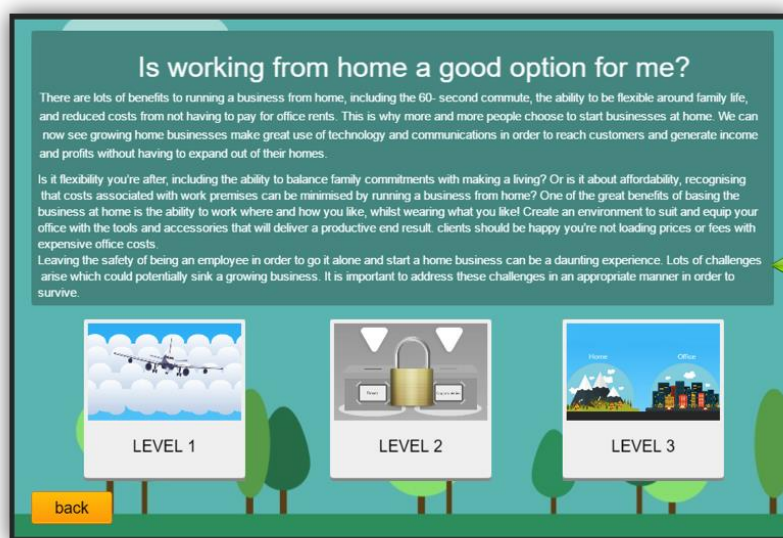 Is working from home a good option for me?
There are lots of benefits to running a business from home, including the 60- second commute, the ability to be flexible around family life,
and reduced costs from not having to pay for office rents. This is why more and more people choose to start businesses at home. We can
now see growing home businesses make great use of technology and communications in order to reach customers and generate income
and profits without having to expand out of their homes.
Is it flexibility you're after, including the ability to balance family commitments with making a living? Or is it about affordability, recognising
that costs associated with work premises can be minimised by running a business from home? One of the great benefits of basing the
business at home is the ability to work where and how you like, whilst wearing what you like! Create an environment to suit and equip your
office with the tools and accessories that will deliver a productive end result. clients should be happy you're not loading prices or fees with
expensive office costs.
Leaving the safety of being an employee in order to go it alone and start a home business can be a daunting experience. Lots of challenges
arise which could potentially sink a growing business. It is important to address these challenges in an appropriate manner in order to
survive.
Home Office
LEVEL 1 LEVEL 2 LEVEL 3
back